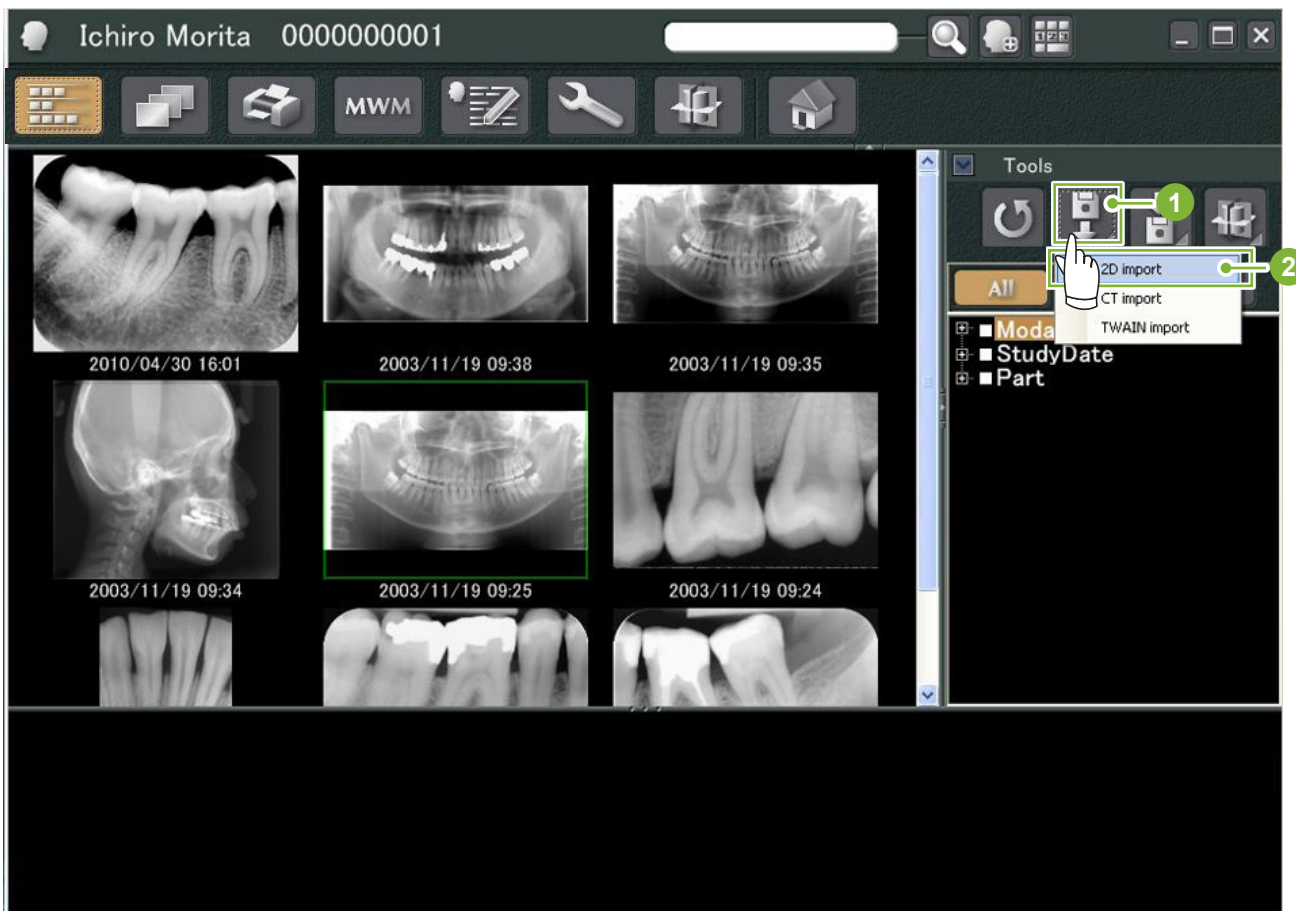 Ichiro Morita 0000000001
MWM
Tools
1
2D import
2
All
CT import
TWAIN import
Moda
StudyDate
Part
2010/04/30 16:01
2003/11/19 09:38
2003/11/19 09:35
2003/11/19 09:34
2003/11/19 09:25
2003/11/19 09:24